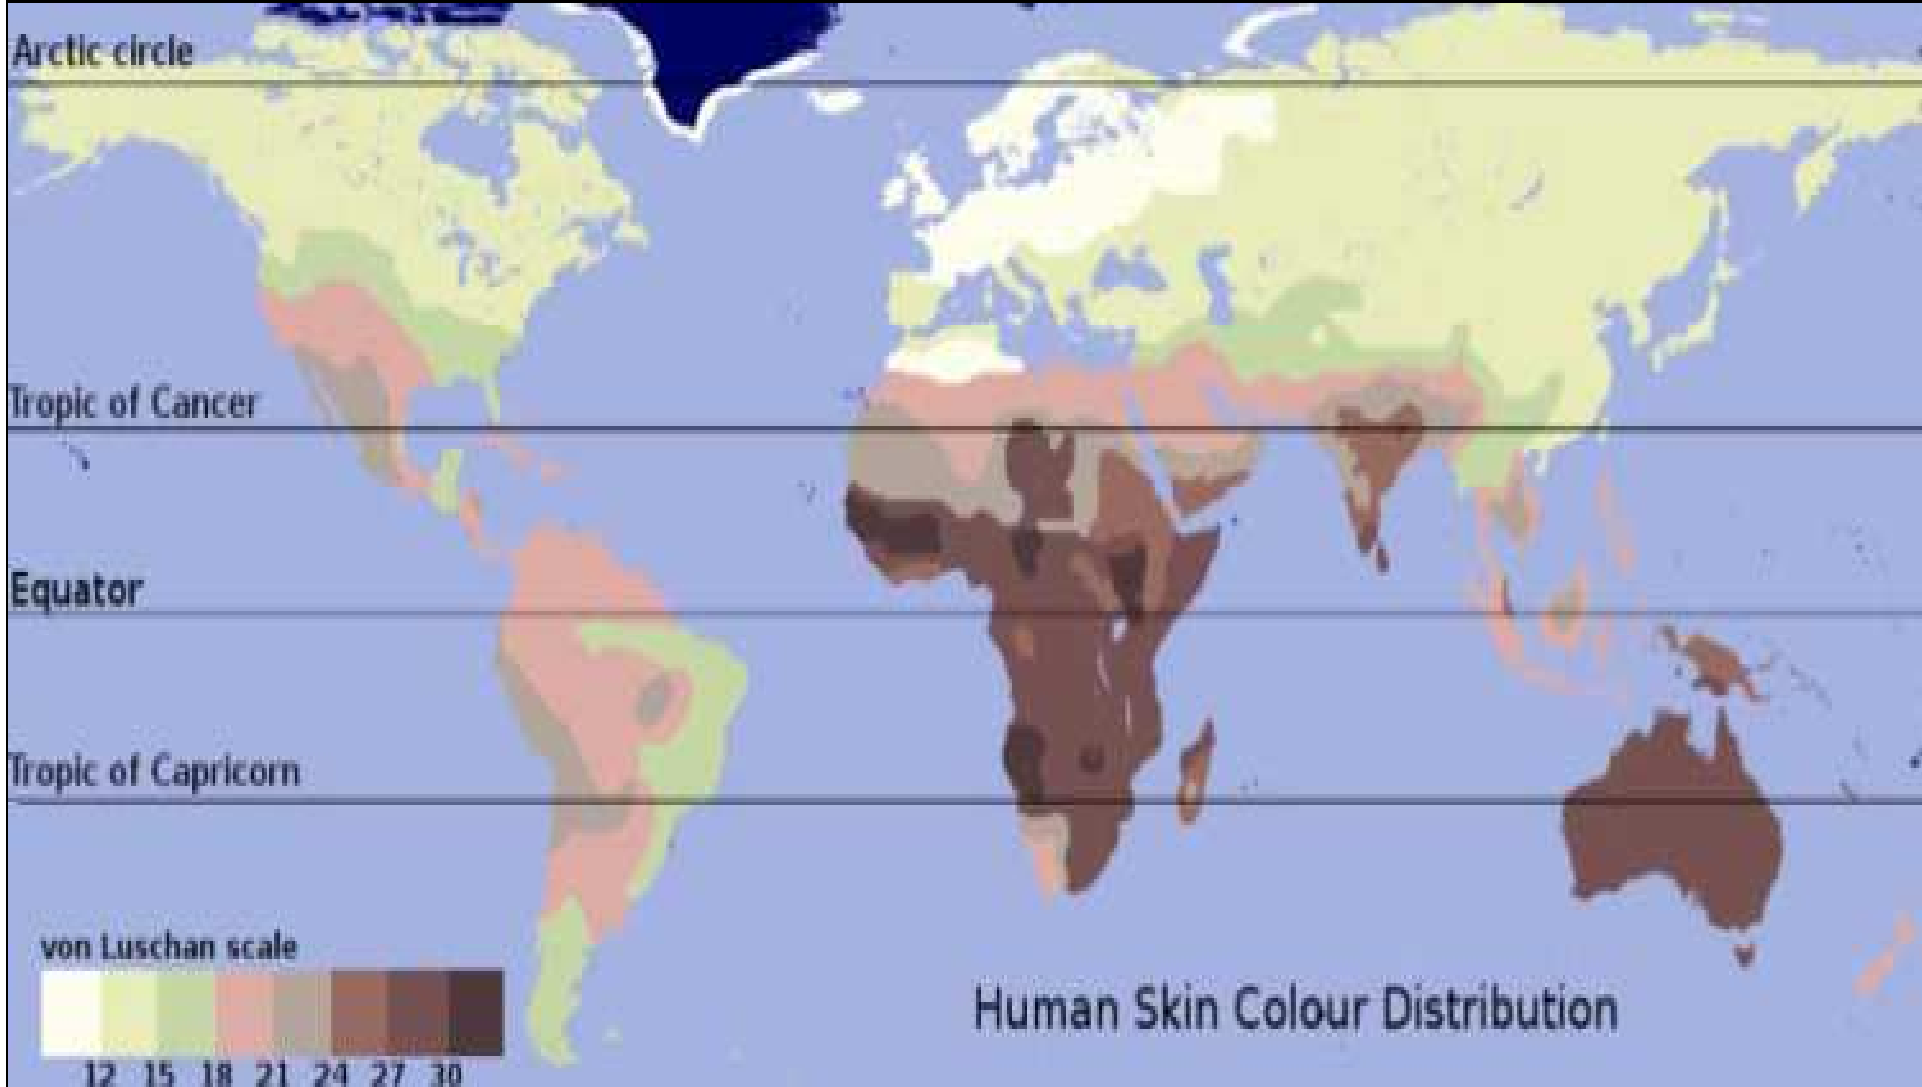 Arctic circle
Tropic of Cancer
Equator
Tropic of Capricorn
von Luschan scale
12 15 18 21 24 27 30
Human Skin Colour Distribution